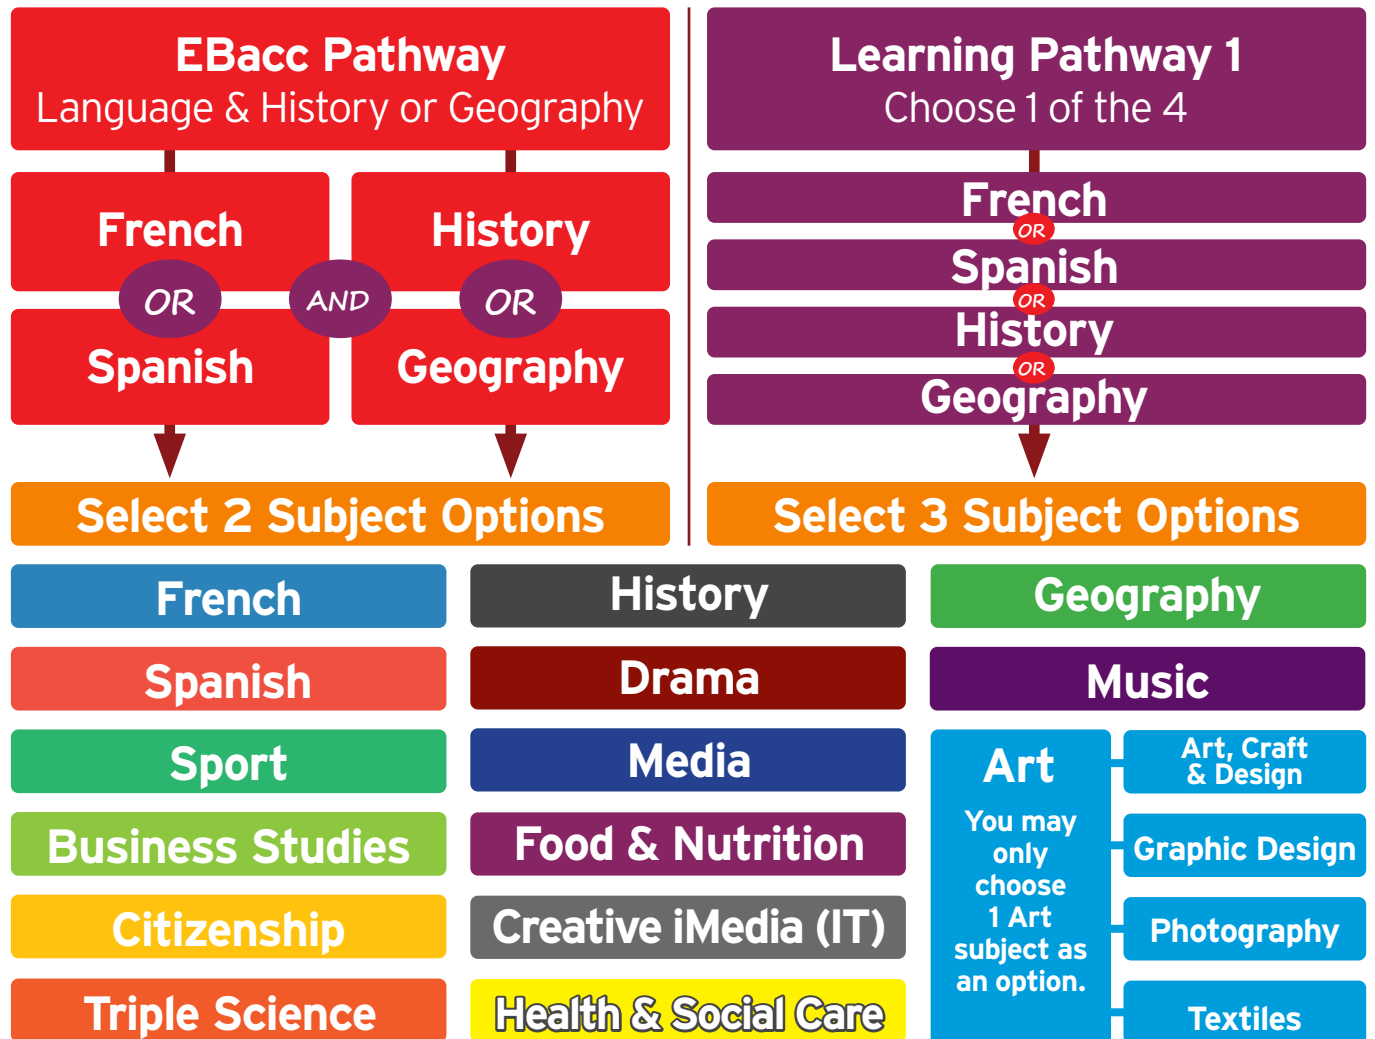 EBacc Pathway
Language & History or Geography
French
OR
Spanish
AND
History
OR
Geography
Select 2 Subject Options
Learning Pathway 1
Choose 1 of the 4
French
OR
Spanish
OR
History
OR
Geography
Select 3 Subject Options
French
History
Geography
Spanish
Drama
Music
Sport
Media
Business Studies
Food & Nutrition
Citizenship
Creative iMedia (IT)
Triple Science
Health & Social Care
Art
You may
only
choose
1 Art
subject as
an option.
Art, Craft
& Design
Graphic Design
Photography
Textiles